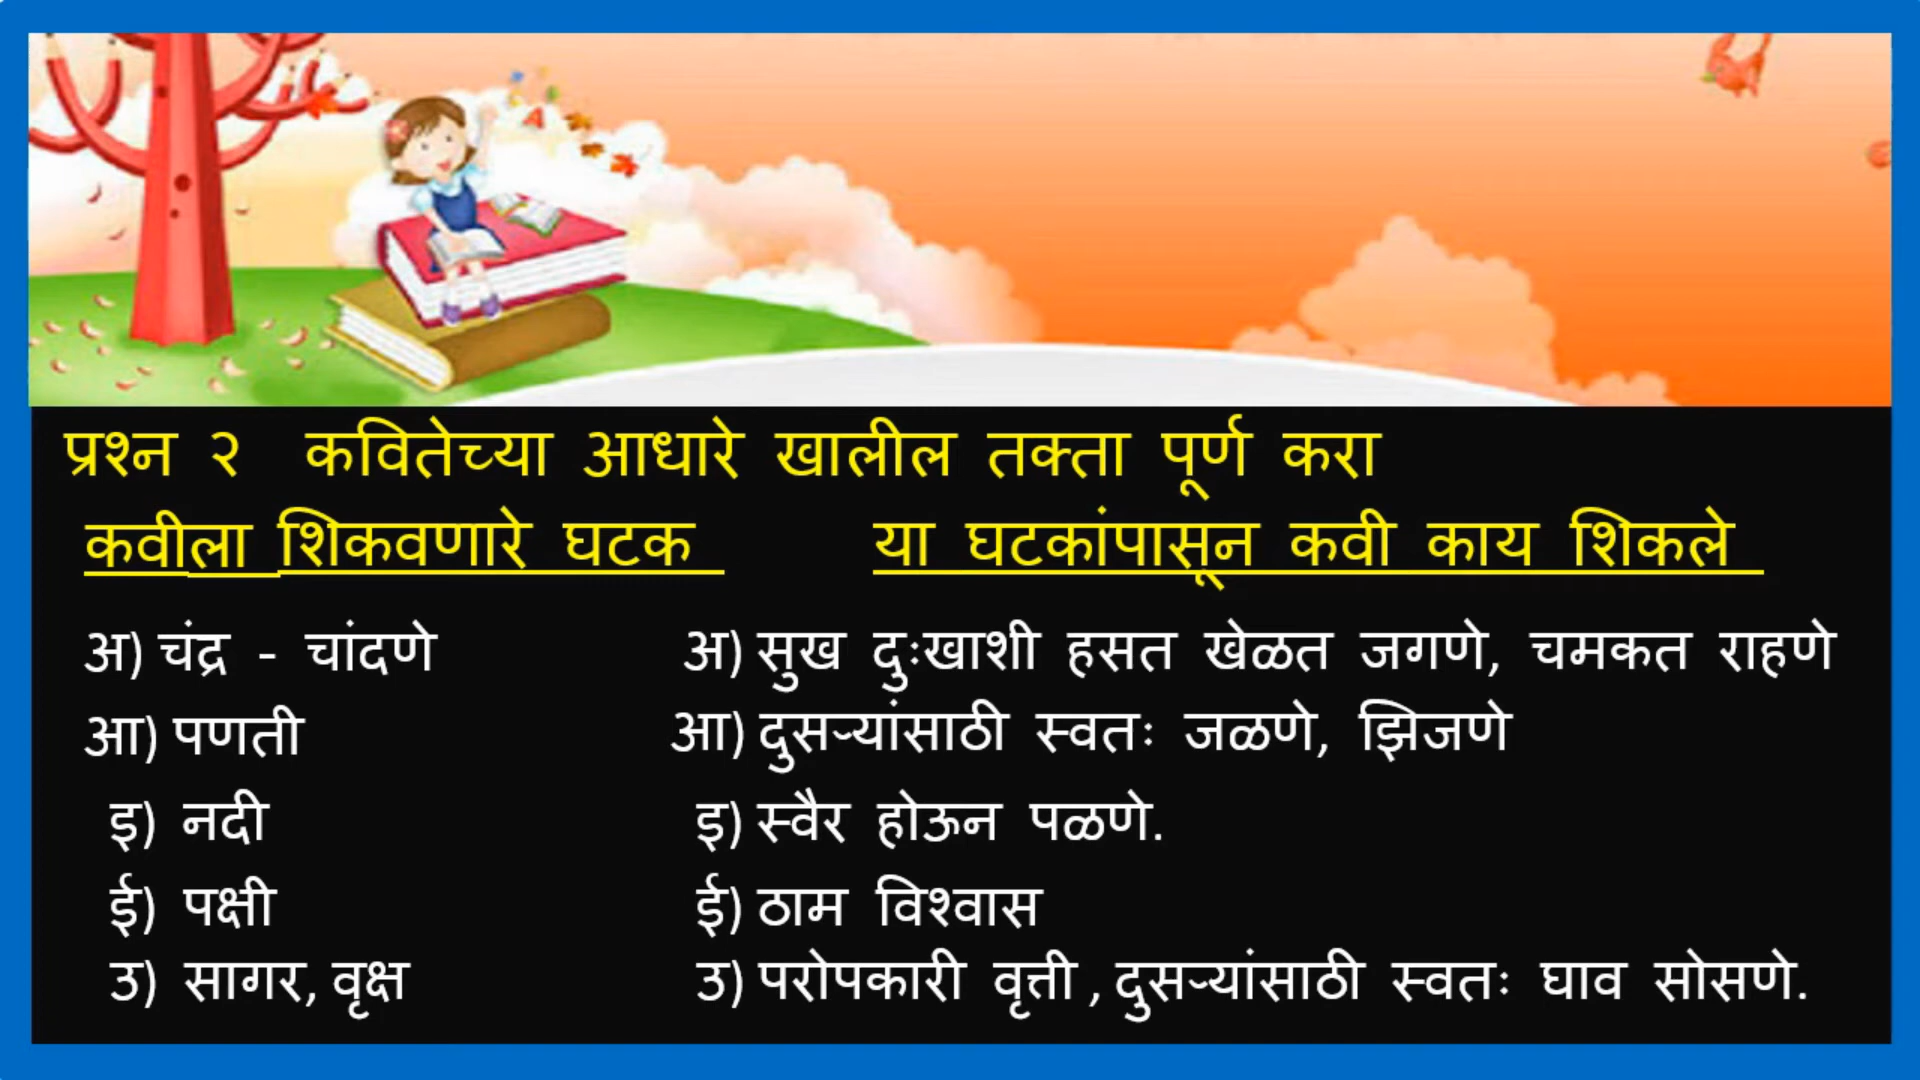 प्रश्न २ कवितेच्या आधारे खालील तक्ता पूर्ण करा
कवीला शिकवणारे घटक या घटकांपासून कवी काय शिकले
अ) चंद्र - चांदणे अ) सुख दुःखाशी हसत खेळत जगणे, चमकत राहणे
आ) पणती आ) दुसऱ्यांसाठी स्वतः जळणे, झिजणे
इ) नदी इ) स्वैर होऊन पळणे.
ई) पक्षी ई) ठाम विश्वास
उ) सागर, वृक्ष उ) परोपकारी वृत्ती , दुसऱ्यांसाठी स्वतः घाव सोसणे.